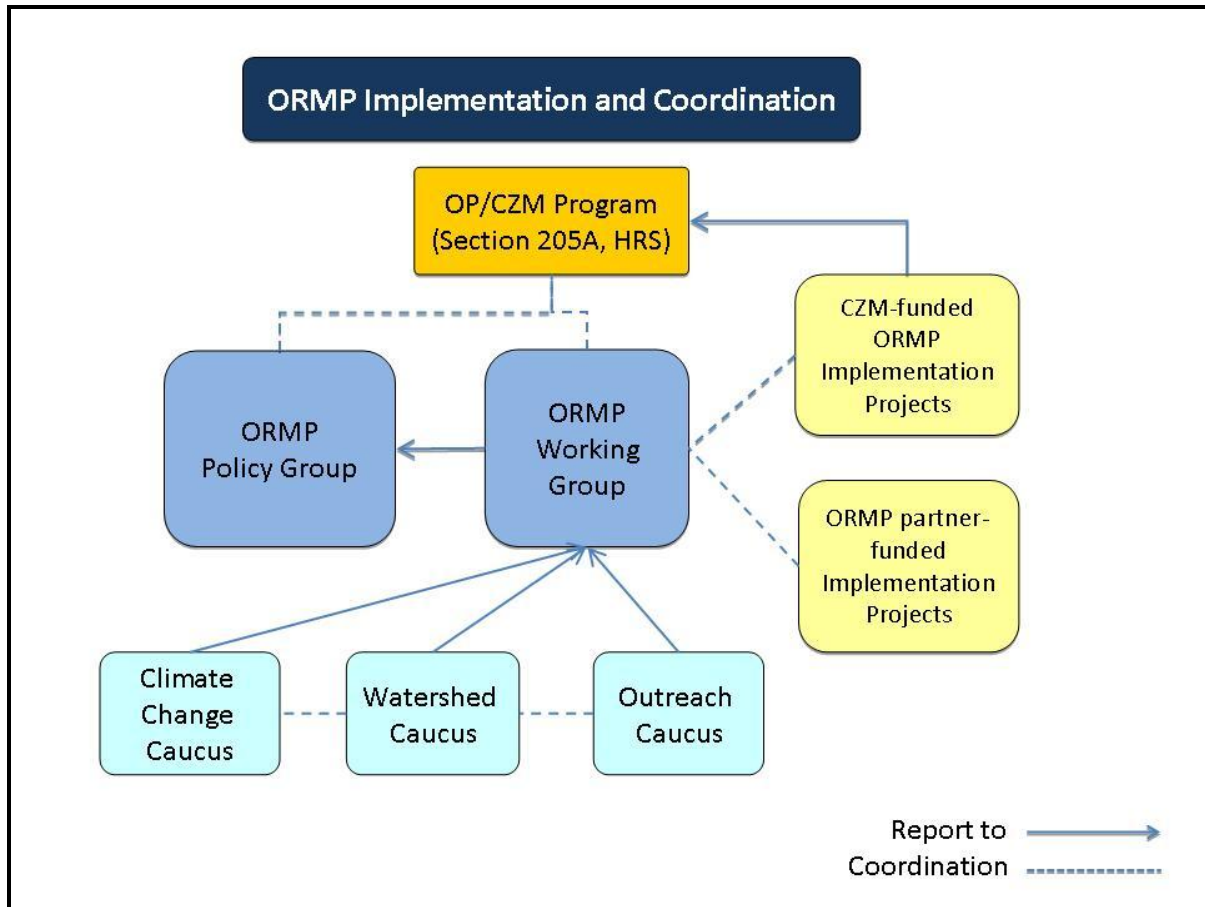 ORMP Implementation and Coordination
OP/CZM Program
(Section 205A, HRS)
CZM-funded
ORMP
Implementation
Projects
ORMP
Policy Group
ORMP
Working
Group
ORMP partner-
funded
Implementation
Projects
Climate
Change
Caucus
Watershed
Caucus
Outreach
Caucus
Report to
Coordination